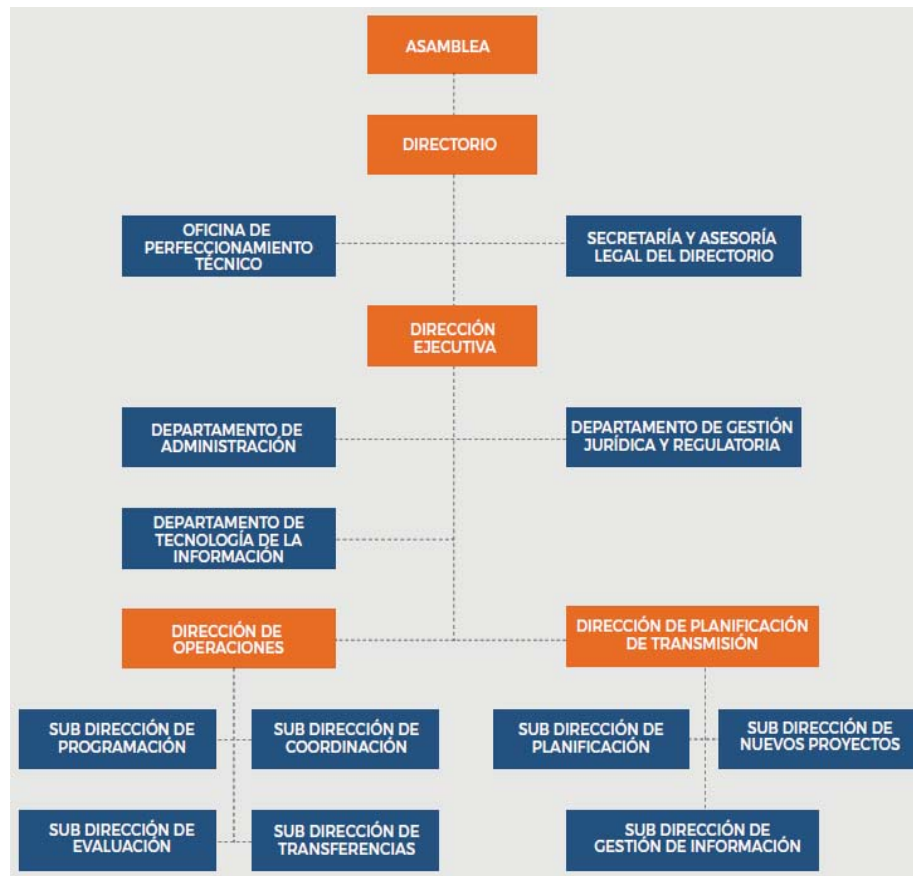 ASAMBLEA
DIRECTORIO
OFICINA DE
PERFECCIONAMIENTO
TÉCNICO
SECRETARÍA Y ASESORÍA
LEGAL DEL DIRECTORIO
DIRECCIÓN
EJECUTIVA
DEPARTAMENTO DE
ADMINISTRACIÓN
DEPARTAMENTO DE GESTIÓN
JURÍDICA Y REGULATORIA
DEPARTAMENTO DE
TECNOLOGÍA DE LA
INFORMACIÓN
DIRECCIÓN DE
OPERACIONES
DIRECCIÓN DE PLANIFICACIÓN
DE TRANSMISIÓN
SUB DIRECCIÓN DE
PROGRAMACIÓN
SUB DIRECCIÓN DE
COORDINACIÓN
SUB DIRECCIÓN DE
PLANIFICACIÓN
SUB DIRECCIÓN DE
NUEVOS PROYECTOS
SUB DIRECCIÓN DE
EVALUACIÓN
SUB DIRECCIÓN DE
TRANSFERENCIAS
SUB DIRECCIÓN DE
GESTIÓN DE INFORMACIÓN